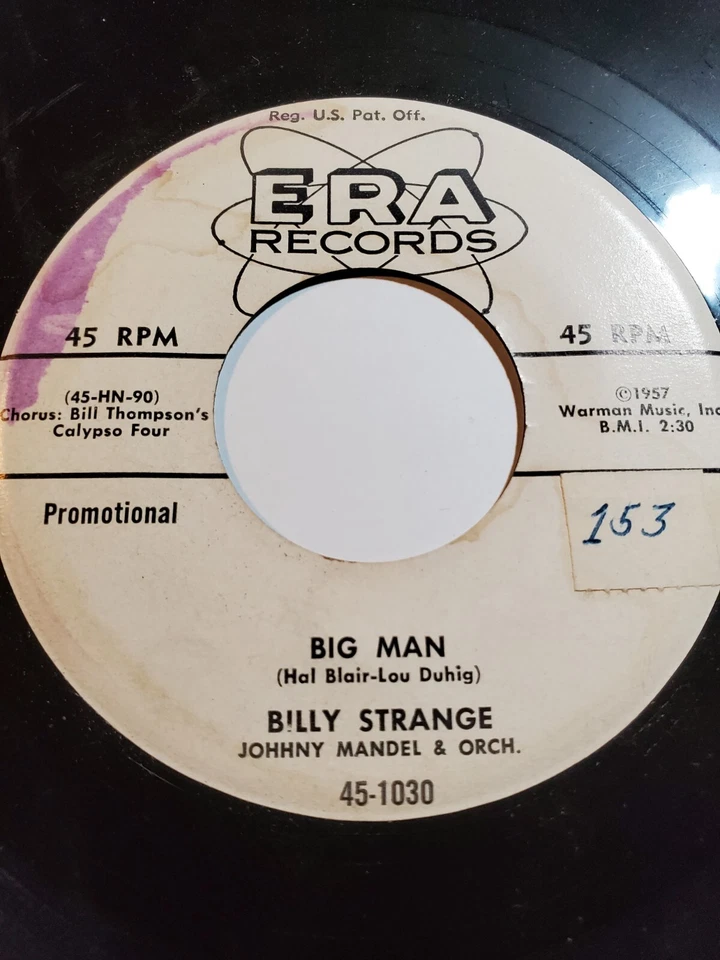 Reg. U.S. Pat. Off.
ERA
RECORDS
45 RPM
45 RPM
(45-HN-90)
Chorus: Bill Thompson's
Calypso Four
©1957
Warman Music, Inc
B.M.I. 2:30
Promotional
153
BIG MAN
(Hal Blair-Lou Duhig)
BILLY STRANGE
JOHHNY MANDEL & ORCH.
45-1030